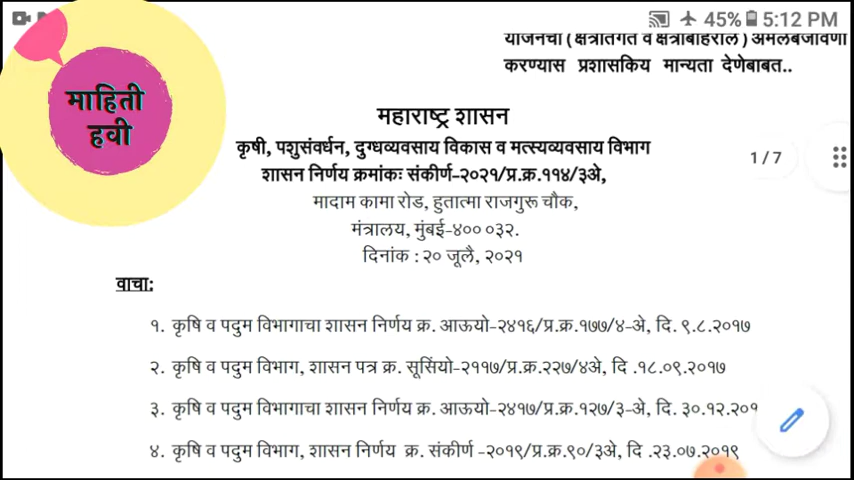 45% 5:12 PM
योजनेची (क्षेत्रांतर्गत व क्षेत्राबाहेरील) अंमलबजावणी
करण्यास प्रशासकिय मान्यता देणेबाबत..
माहिती
हवी
महाराष्ट्र शासन
कृषी, पशुसंवर्धन, दुग्धव्यवसाय विकास व मत्स्यव्यवसाय विभाग
शासन निर्णय क्रमांकः संकीर्ण-२०२१/प्र.क्र.११४/३अे,
1/7
मादाम कामा रोड, हुतात्मा राजगुरू चौक,
मंत्रालय, मुंबई-४०० ०३२.
दिनांक : २० जूलै, २०२१
वाचा:
१. कृषि व पदुम विभागाचा शासन निर्णय क्र. आऊयो-२४१६/प्र.क्र.१७७/४-अे, दि. ९.८.२०१७
२. कृषि व पदुम विभाग, शासन पत्र क्र. सूसिंयो-२११७/प्र.क्र.२२७/४अे, दि .१८.०९.२०१७
३. कृषि व पदुम विभागाचा शासन निर्णय क्र. आऊयो-२४१७/प्र.क्र.१२७/३-अे, दि. ३०.१२.२०१
४. कृषि व पदुम विभाग, शासन निर्णय क्र. संकीर्ण -२०१९/प्र.क्र.९०/३अे, दि .२३.०७.२०१९